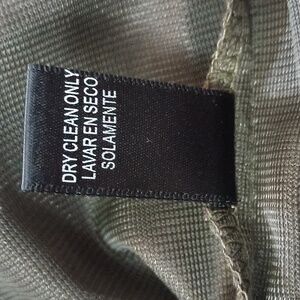 DRY CLEAN ONLY
LAVAR EN SECO
SOLAMENTE